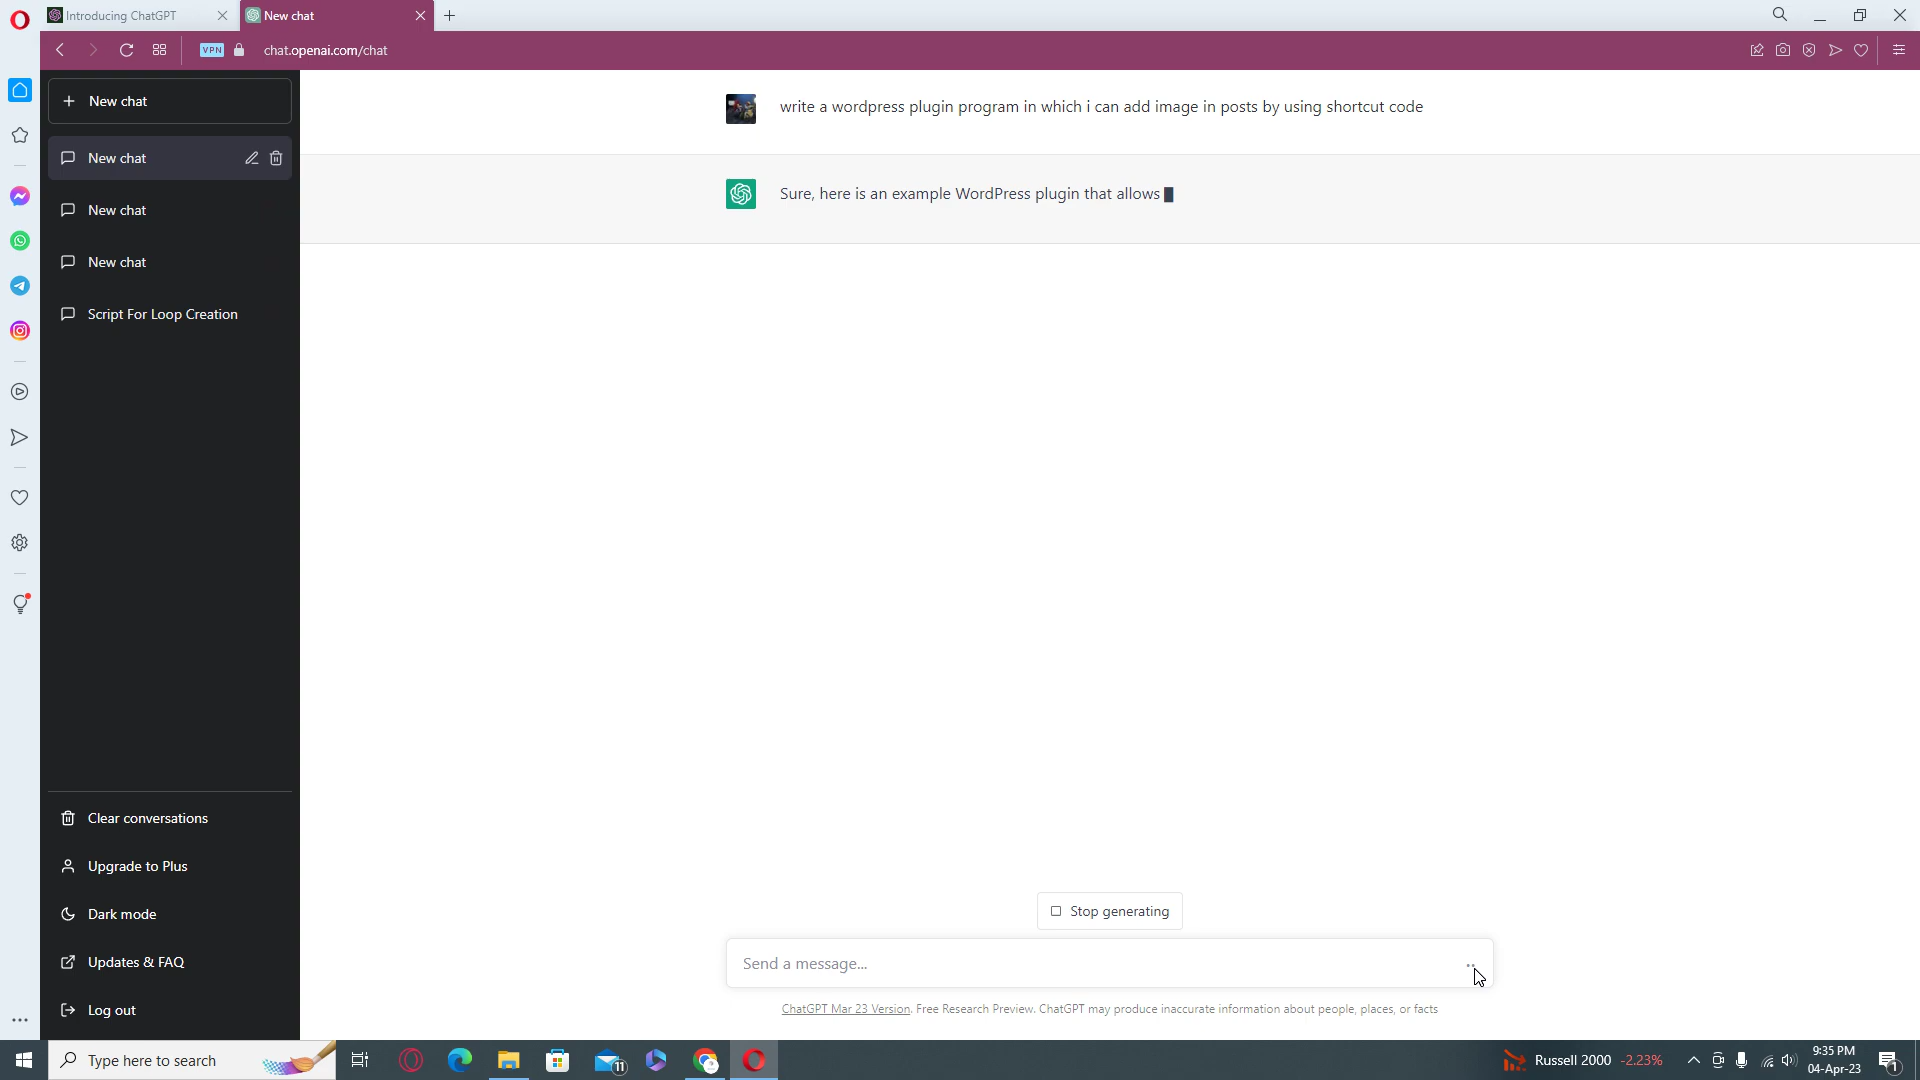 Introducing ChatGPT
New chat
VPN
chat.openai.com/chat
New chat
New chat
New chat
New chat
Script For Loop Creation
Clear conversations
Upgrade to Plus
Dark mode
Updates & FAQ
Log out
write a wordpress plugin program in which i can add image in posts by using shortcut code
Sure, here is an example WordPress plugin that allows
Stop generating
Send a message...
ChatGPT Mar 23 Version. Free Research Preview. ChatGPT may produce inaccurate information about people, places, or facts
Type here to search
11
Russell 2000 -2.23%
9:35 PM
04-Apr-23
1